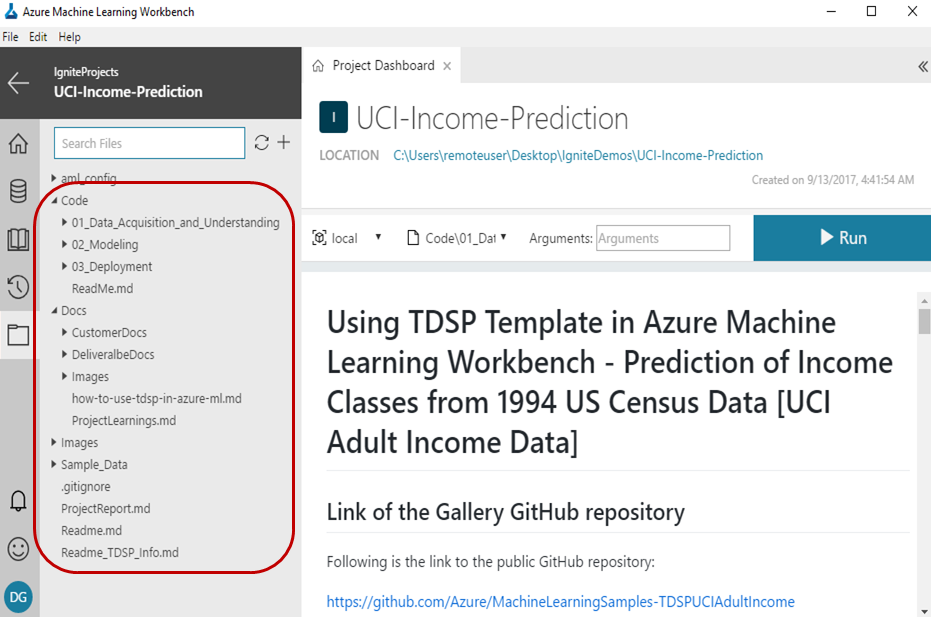 Azure Machine Learning Workbench
File Edit Help
IgniteProjects
UCI-Income-Prediction
Search Files
aml_config
Code
01_Data_Acquisition_and_Understanding
02_Modeling
03_Deployment
ReadMe.md
Docs
CustomerDocs
DeliveralbeDocs
Images
how-to-use-tdsp-in-azure-ml.md
ProjectLearnings.md
Images
Sample_Data
.gitignore
ProjectReport.md
Readme.md
Readme_TDSP_Info.md
DG
Project Dashboard
I UCI-Income-Prediction
LOCATION C:\Users\remoteuser\Desktop\IgniteDemos\UCI-Income-Prediction
Created on 9/13/2017, 4:41:54 AM
local Code\01_Dat Arguments: Arguments Run
Using TDSP Template in Azure Machine
Learning Workbench - Prediction of Income
Classes from 1994 US Census Data [UCI
Adult Income Data]
Link of the Gallery GitHub repository
Following is the link to the public GitHub repository:
https://github.com/Azure/MachineLearningSamples-TDSPUCIAdultIncome